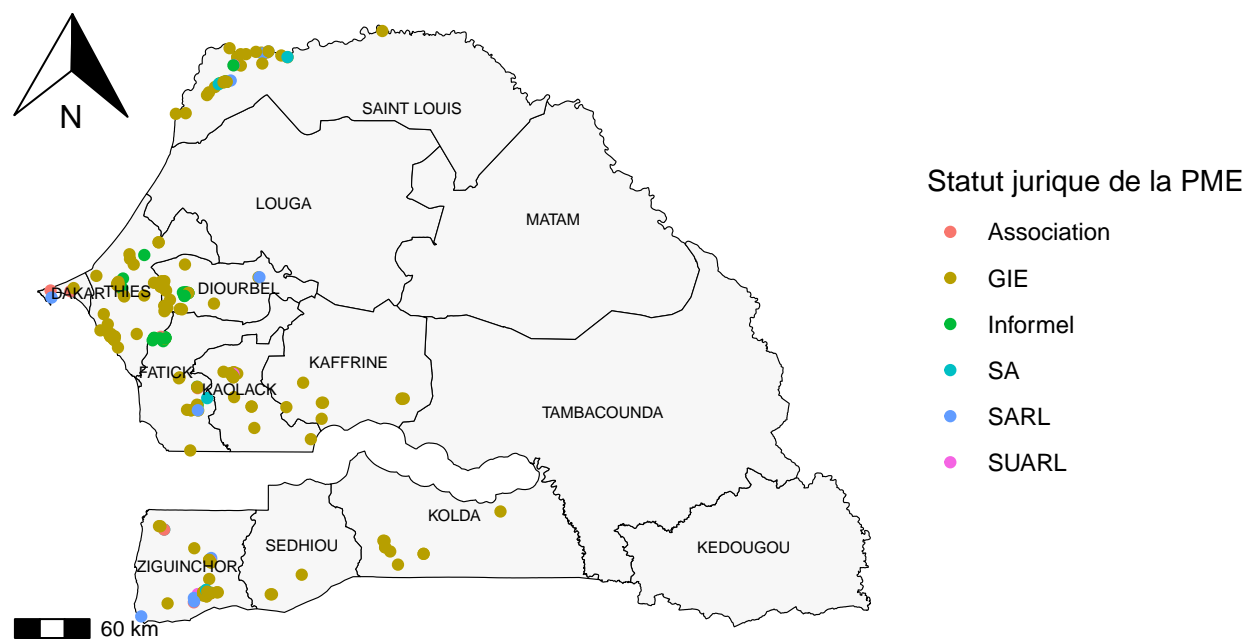 N
SAINT LOUIS
LOUGA
MATAM
DAKAR
THIES
DIOURBEL
FATICK
KAOLACK
KAFFRINE
TAMBACOUNDA
KOLDA
SEDHIOU
ZIGUINCHOR
KEDOUGOU
60 km
Statut jurique de la PME
Association
GIE
Informel
SA
SARL
SUARL